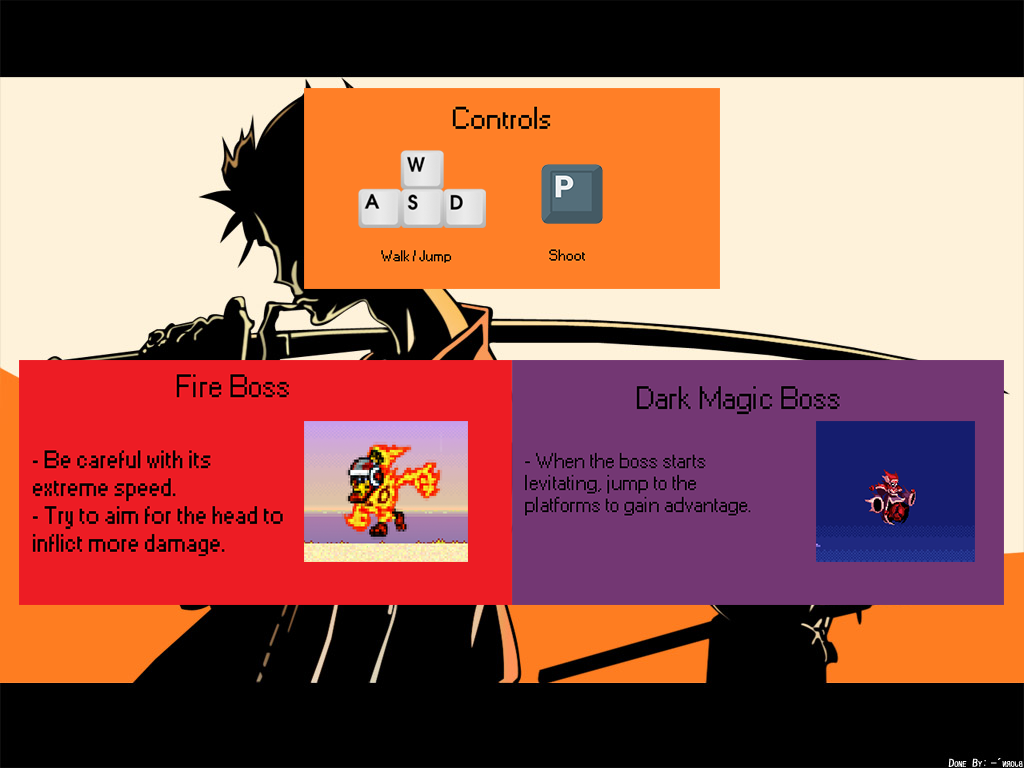 Controls
W
A S D
P
Walk / Jump
Shoot
Fire Boss
- Be careful with its
extreme speed.
- Try to aim for the head to
inflict more damage.
Dark Magic Boss
- When the boss starts
levitating, jump to the
platforms to gain advantage.
Done By: